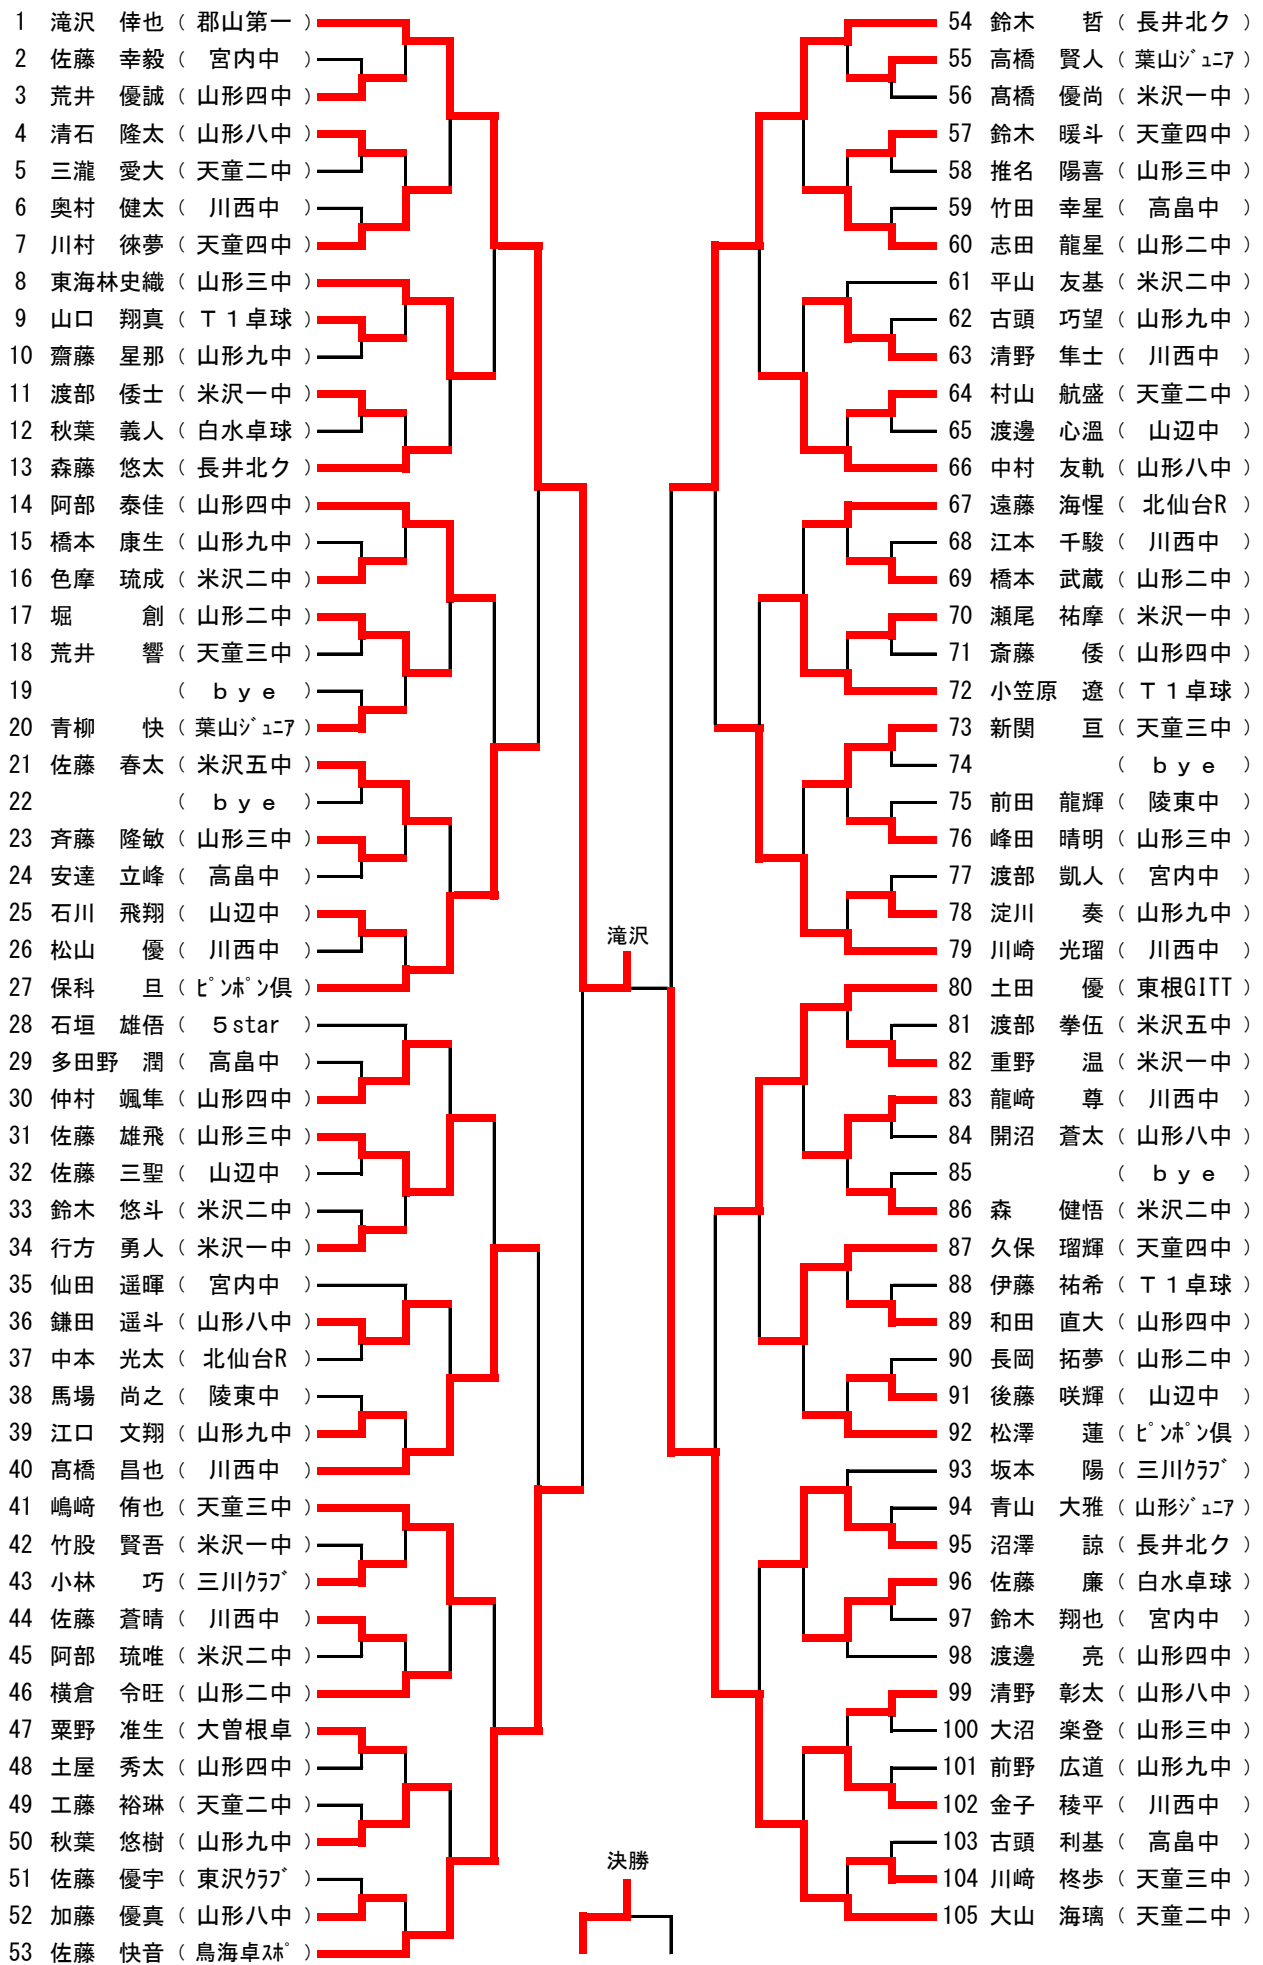 1 滝沢 倖也 ( 郡山第一 )
2 佐藤 幸毅 ( 宮内中 )
3 荒井 優誠 ( 山形四中 )
4 清石 隆太 ( 山形八中 )
5 三瀧 愛大 ( 天童二中 )
6 奥村 健太 ( 川西中 )
7 川村 徠夢 ( 天童四中 )
8 東海林史織 ( 山形三中 )
9 山口 翔真 ( Ｔ１卓球 )
10 齋藤 星那 ( 山形九中 )
11 渡部 倭士 ( 米沢一中 )
12 秋葉 義人 ( 白水卓球 )
13 森藤 悠太 ( 長井北ク )
14 阿部 泰佳 ( 山形四中 )
15 橋本 康生 ( 山形九中 )
16 色摩 琉成 ( 米沢二中 )
17 堀 創 ( 山形二中 )
18 荒井 響 ( 天童三中 )
19 ( ｂｙｅ )
20 青柳 快 ( 葉山ｼﾞｭﾆｱ )
21 佐藤 春太 ( 米沢五中 )
22 ( ｂｙｅ )
23 斉藤 隆敏 ( 山形三中 )
24 安達 立峰 ( 高畠中 )
25 石川 飛翔 ( 山辺中 )
26 松山 優 ( 川西中 )
27 保科 旦 ( ﾋﾟﾝﾎﾟﾝ倶 )
28 石垣 雄悟 ( ５star )
29 多田野 潤 ( 高畠中 )
30 仲村 颯隼 ( 山形四中 )
31 佐藤 雄飛 ( 山形三中 )
32 佐藤 三聖 ( 山辺中 )
33 鈴木 悠斗 ( 米沢二中 )
34 行方 勇人 ( 米沢一中 )
35 仙田 遥暉 ( 宮内中 )
36 鎌田 遥斗 ( 山形八中 )
37 中本 光太 ( 北仙台R )
38 馬場 尚之 ( 陵東中 )
39 江口 文翔 ( 山形九中 )
40 髙橋 昌也 ( 川西中 )
41 嶋﨑 侑也 ( 天童三中 )
42 竹股 賢吾 ( 米沢一中 )
43 小林 巧 ( 三川ｸﾗﾌﾞ )
44 佐藤 蒼晴 ( 川西中 )
45 阿部 琉唯 ( 米沢二中 )
46 横倉 令旺 ( 山形二中 )
47 粟野 准生 ( 大曽根卓 )
48 土屋 秀太 ( 山形四中 )
49 工藤 裕琳 ( 天童二中 )
50 秋葉 悠樹 ( 山形九中 )
51 佐藤 優宇 ( 東沢ｸﾗﾌﾞ )
52 加藤 優真 ( 山形八中 )
53 佐藤 快音 ( 鳥海卓ｽﾎﾟ )
滝沢
決勝
54 鈴木 哲 ( 長井北ク )
55 高橋 賢人 ( 葉山ｼﾞｭﾆｱ )
56 髙橋 優尚 ( 米沢一中 )
57 鈴木 暖斗 ( 天童四中 )
58 推名 陽喜 ( 山形三中 )
59 竹田 幸星 ( 高畠中 )
60 志田 龍星 ( 山形二中 )
61 平山 友基 ( 米沢二中 )
62 古頭 巧望 ( 山形九中 )
63 清野 隼士 ( 川西中 )
64 村山 航盛 ( 天童二中 )
65 渡邊 心溫 ( 山辺中 )
66 中村 友軌 ( 山形八中 )
67 遠藤 海惺 ( 北仙台R )
68 江本 千駿 ( 川西中 )
69 橋本 武蔵 ( 山形二中 )
70 瀬尾 祐摩 ( 米沢一中 )
71 斎藤 倭 ( 山形四中 )
72 小笠原 遼 ( Ｔ１卓球 )
73 新関 亘 ( 天童三中 )
74 ( ｂｙｅ )
75 前田 龍輝 ( 陵東中 )
76 峰田 晴明 ( 山形三中 )
77 渡部 凱人 ( 宮内中 )
78 淀川 奏 ( 山形九中 )
79 川崎 光瑠 ( 川西中 )
80 土田 優 ( 東根GITT )
81 渡部 拳伍 ( 米沢五中 )
82 重野 温 ( 米沢一中 )
83 龍﨑 尊 ( 川西中 )
84 開沼 蒼太 ( 山形八中 )
85 ( ｂｙｅ )
86 森 健悟 ( 米沢二中 )
87 久保 瑠輝 ( 天童四中 )
88 伊藤 祐希 ( Ｔ１卓球 )
89 和田 直大 ( 山形四中 )
90 長岡 拓夢 ( 山形二中 )
91 後藤 咲輝 ( 山辺中 )
92 松澤 蓮 ( ﾋﾟﾝﾎﾟﾝ倶 )
93 坂本 陽 ( 三川ｸﾗﾌﾞ )
94 青山 大雅 ( 山形ｼﾞｭﾆｱ )
95 沼澤 諒 ( 長井北ク )
96 佐藤 廉 ( 白水卓球 )
97 鈴木 翔也 ( 宮内中 )
98 渡邊 亮 ( 山形四中 )
99 清野 彰太 ( 山形八中 )
100 大沼 楽登 ( 山形三中 )
101 前野 広道 ( 山形九中 )
102 金子 稜平 ( 川西中 )
103 古頭 利基 ( 高畠中 )
104 川﨑 柊歩 ( 天童三中 )
105 大山 海璃 ( 天童二中 )